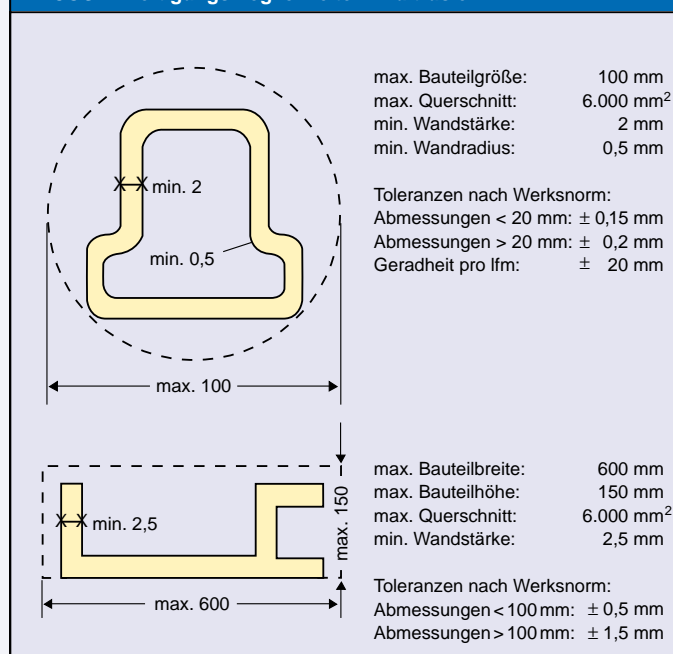 max. Bauteilgröße: 100 mm
max. Querschnitt: 6.000 mm²
min. Wandstärke: 2 mm
min. Wandradius: 0,5 mm
Toleranzen nach Werksnorm:
Abmessungen < 20 mm: ± 0,15 mm
Abmessungen > 20 mm: ± 0,2 mm
Geradheit pro lfm: ± 20 mm
min. 2
min. 0,5
max. 100
max. Bauteilbreite: 600 mm
max. Bauteilhöhe: 150 mm
max. Querschnitt: 6.000 mm²
min. Wandstärke: 2,5 mm
Toleranzen nach Werksnorm:
Abmessungen < 100 mm: ± 0,5 mm
Abmessungen > 100 mm: ± 1,5 mm
min. 2,5
max. 150
max. 600